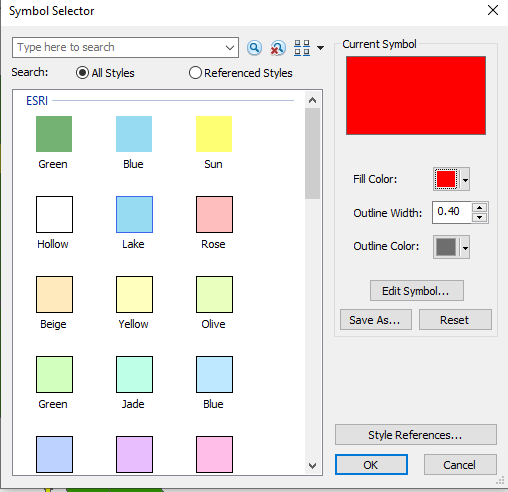 Symbol Selector
Type here to search
Search:
All Styles
Referenced Styles
ESRI
Green
Blue
Sun
Hollow
Lake
Rose
Beige
Yellow
Olive
Green
Jade
Blue
Current Symbol
Fill Color:
Outline Width:
0.40
Outline Color:
Edit Symbol...
Save As...
Reset
Style References...
OK
Cancel